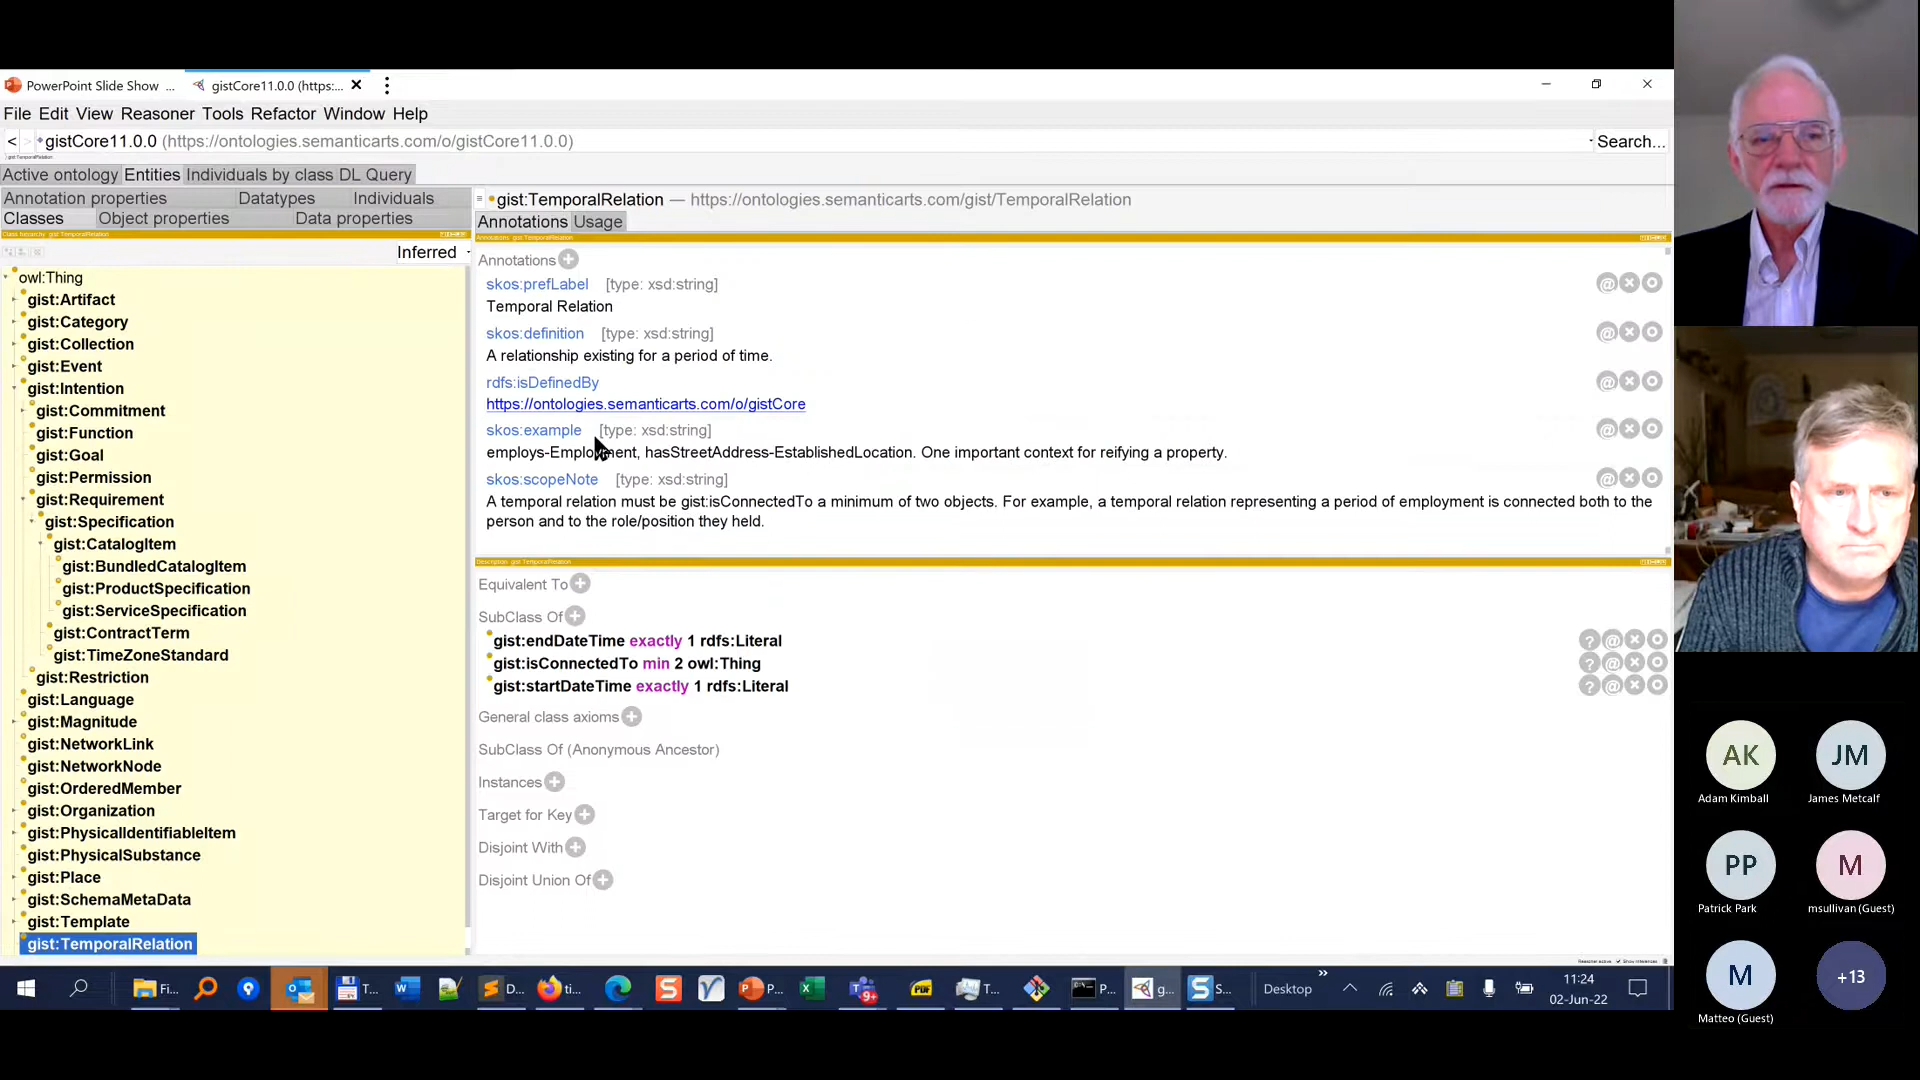 PowerPoint Slide Show ...
gistCore11.0.0 (https:...
File Edit View Reasoner Tools Refactor Window Help
< gistCore11.0.0 (https://ontologies.semanticarts.com/o/gistCore11.0.0)
Search...
Active ontology Entities Individuals by class DL Query
Annotation properties Datatypes Individuals
Classes Object properties Data properties
Inferred
owl:Thing
gist:Artifact
gist:Category
gist:Collection
gist:Event
gist:Intention
gist:Commitment
gist:Function
gist:Goal
gist:Permission
gist:Requirement
gist:Specification
gist:CatalogItem
gist:BundledCatalogItem
gist:ProductSpecification
gist:ServiceSpecification
gist:ContractTerm
gist:TimeZoneStandard
gist:Restriction
gist:Language
gist:Magnitude
gist:NetworkLink
gist:NetworkNode
gist:OrderedMember
gist:Organization
gist:PhysicalIdentifiableItem
gist:PhysicalSubstance
gist:Place
gist:SchemaMetaData
gist:Template
gist:TemporalRelation
gist:TemporalRelation — https://ontologies.semanticarts.com/gist/TemporalRelation
Annotations Usage
Annotations
skos:prefLabel [type: xsd:string]
Temporal Relation
skos:definition [type: xsd:string]
A relationship existing for a period of time.
rdfs:isDefinedBy
https://ontologies.semanticarts.com/o/gistCore
skos:example [type: xsd:string]
employs-Employment, hasStreetAddress-EstablishedLocation. One important context for reifying a property.
skos:scopeNote [type: xsd:string]
A temporal relation must be gist:isConnectedTo a minimum of two objects. For example, a temporal relation representing a period of employment is connected both to the
person and to the role/position they held.
Equivalent To
SubClass Of
gist:endDateTime exactly 1 rdfs:Literal
gist:isConnectedTo min 2 owl:Thing
gist:startDateTime exactly 1 rdfs:Literal
General class axioms
SubClass Of (Anonymous Ancestor)
Instances
Target for Key
Disjoint With
Disjoint Union Of
Fi...
T...
D...
ti...
P...
9+
PDF
T...
P...
g...
S...
Desktop
11:24
02-Jun-22
AK
Adam Kimball
JM
James Metcalf
PP
Patrick Park
M
msullivan (Guest)
M
Matteo (Guest)
+13